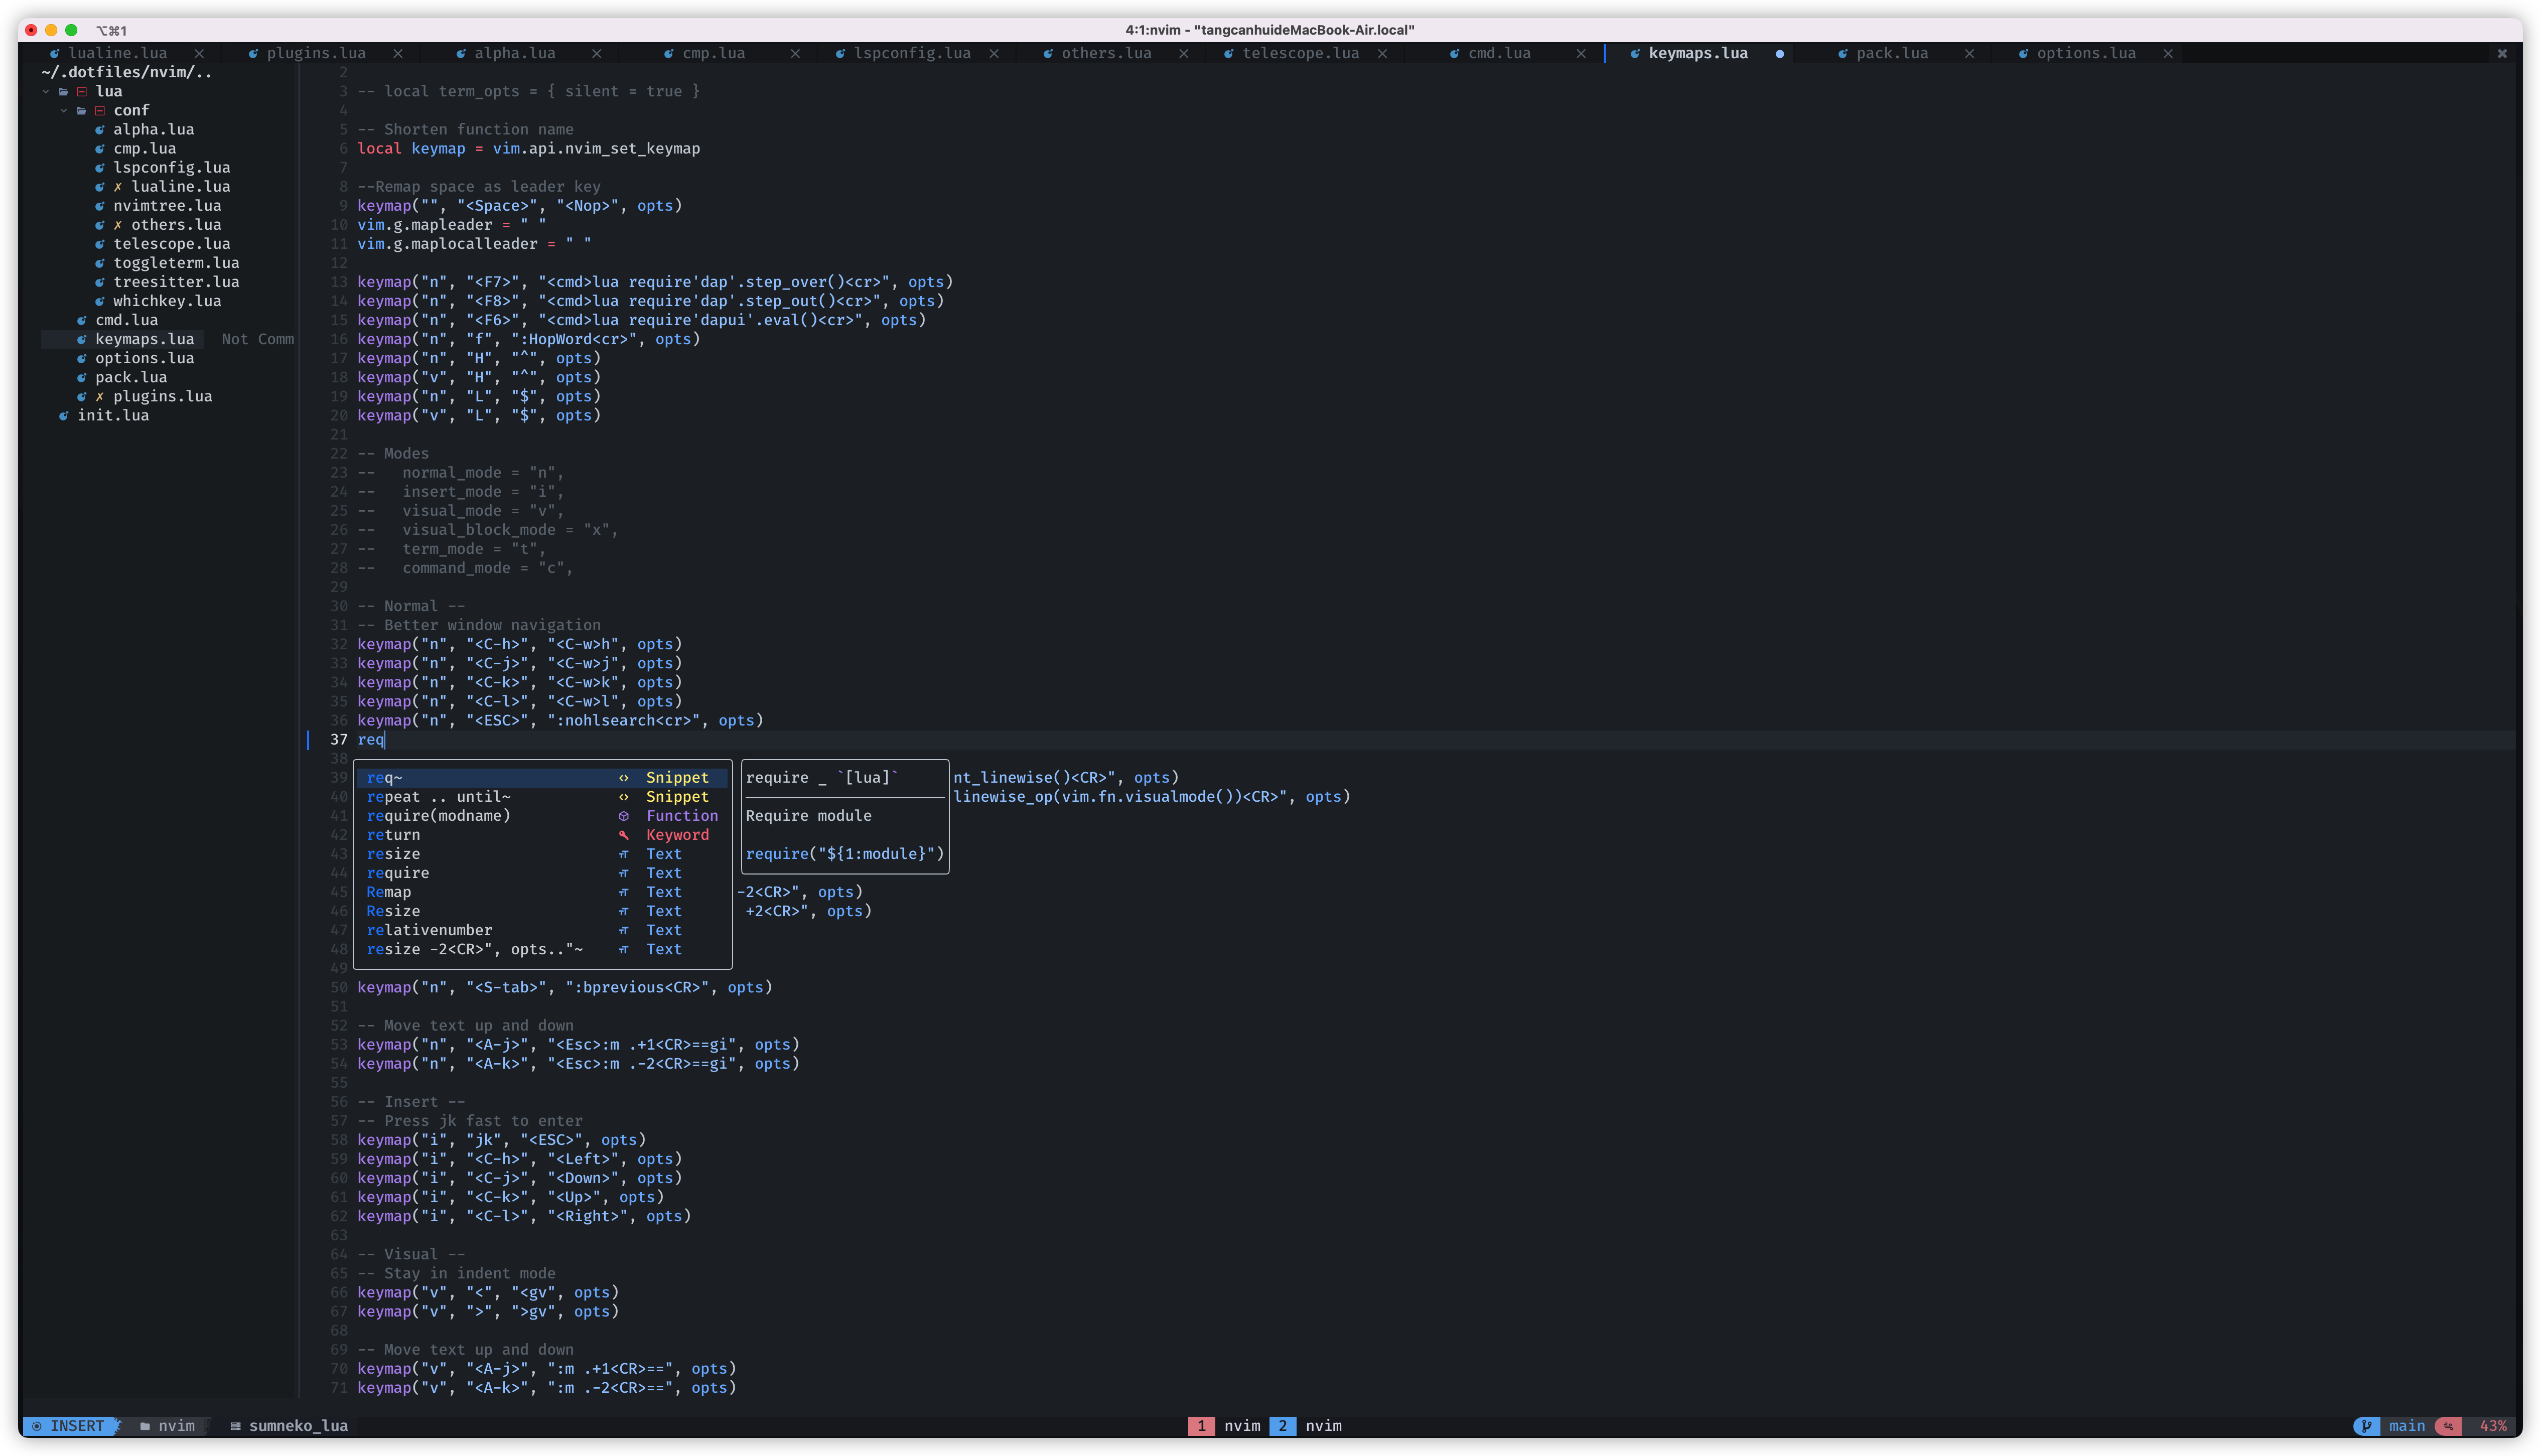 ⌥⌘1
4:1:nvim - "tangcanhuideMacBook-Air.local"
lualine.lua plugins.lua alpha.lua cmp.lua lspconfig.lua others.lua telescope.lua cmd.lua keymaps.lua pack.lua options.lua
~/.dotfiles/nvim/..
lua
conf
alpha.lua
cmp.lua
lspconfig.lua
✗ lualine.lua
nvimtree.lua
✗ others.lua
telescope.lua
toggleterm.lua
treesitter.lua
whichkey.lua
cmd.lua
keymaps.lua Not Comm
options.lua
pack.lua
✗ plugins.lua
init.lua
2
3 -- local term_opts = { silent = true }
4
5 -- Shorten function name
6 local keymap = vim.api.nvim_set_keymap
7
8 --Remap space as leader key
9 keymap("", "<Space>", "<Nop>", opts)
10 vim.g.mapleader = " "
11 vim.g.maplocalleader = " "
12
13 keymap("n", "<F7>", "<cmd>lua require'dap'.step_over()<cr>", opts)
14 keymap("n", "<F8>", "<cmd>lua require'dap'.step_out()<cr>", opts)
15 keymap("n", "<F6>", "<cmd>lua require'dapui'.eval()<cr>", opts)
16 keymap("n", "f", ":HopWord<cr>", opts)
17 keymap("n", "H", "^", opts)
18 keymap("v", "H", "^", opts)
19 keymap("n", "L", "$", opts)
20 keymap("v", "L", "$", opts)
21
22 -- Modes
23 --   normal_mode = "n",
24 --   insert_mode = "i",
25 --   visual_mode = "v",
26 --   visual_block_mode = "x",
27 --   term_mode = "t",
28 --   command_mode = "c",
29
30 -- Normal --
31 -- Better window navigation
32 keymap("n", "<C-h>", "<C-w>h", opts)
33 keymap("n", "<C-j>", "<C-w>j", opts)
34 keymap("n", "<C-k>", "<C-w>k", opts)
35 keymap("n", "<C-l>", "<C-w>l", opts)
36 keymap("n", "<ESC>", ":nohlsearch<cr>", opts)
37 req
38
39 req~ Snippet require _ `[lua]` nt_linewise()<CR>", opts)
40 repeat .. until~ Snippet linewise_op(vim.fn.visualmode())<CR>", opts)
41 require(modname) Function Require module
42 return Keyword
43 resize Text require("${1:module}")
44 require Text
45 Remap Text -2<CR>", opts)
46 Resize Text +2<CR>", opts)
47 relativenumber Text
48 resize -2<CR>", opts.."~ Text
49
50 keymap("n", "<S-tab>", ":bprevious<CR>", opts)
51
52 -- Move text up and down
53 keymap("n", "<A-j>", "<Esc>:m .+1<CR>==gi", opts)
54 keymap("n", "<A-k>", "<Esc>:m .-2<CR>==gi", opts)
55
56 -- Insert --
57 -- Press jk fast to enter
58 keymap("i", "jk", "<ESC>", opts)
59 keymap("i", "<C-h>", "<Left>", opts)
60 keymap("i", "<C-j>", "<Down>", opts)
61 keymap("i", "<C-k>", "<Up>", opts)
62 keymap("i", "<C-l>", "<Right>", opts)
63
64 -- Visual --
65 -- Stay in indent mode
66 keymap("v", "<", "<gv", opts)
67 keymap("v", ">", ">gv", opts)
68
69 -- Move text up and down
70 keymap("v", "<A-j>", ":m .+1<CR>==", opts)
71 keymap("v", "<A-k>", ":m .-2<CR>==", opts)
INSERT nvim sumneko_lua 1 nvim 2 nvim main 43%